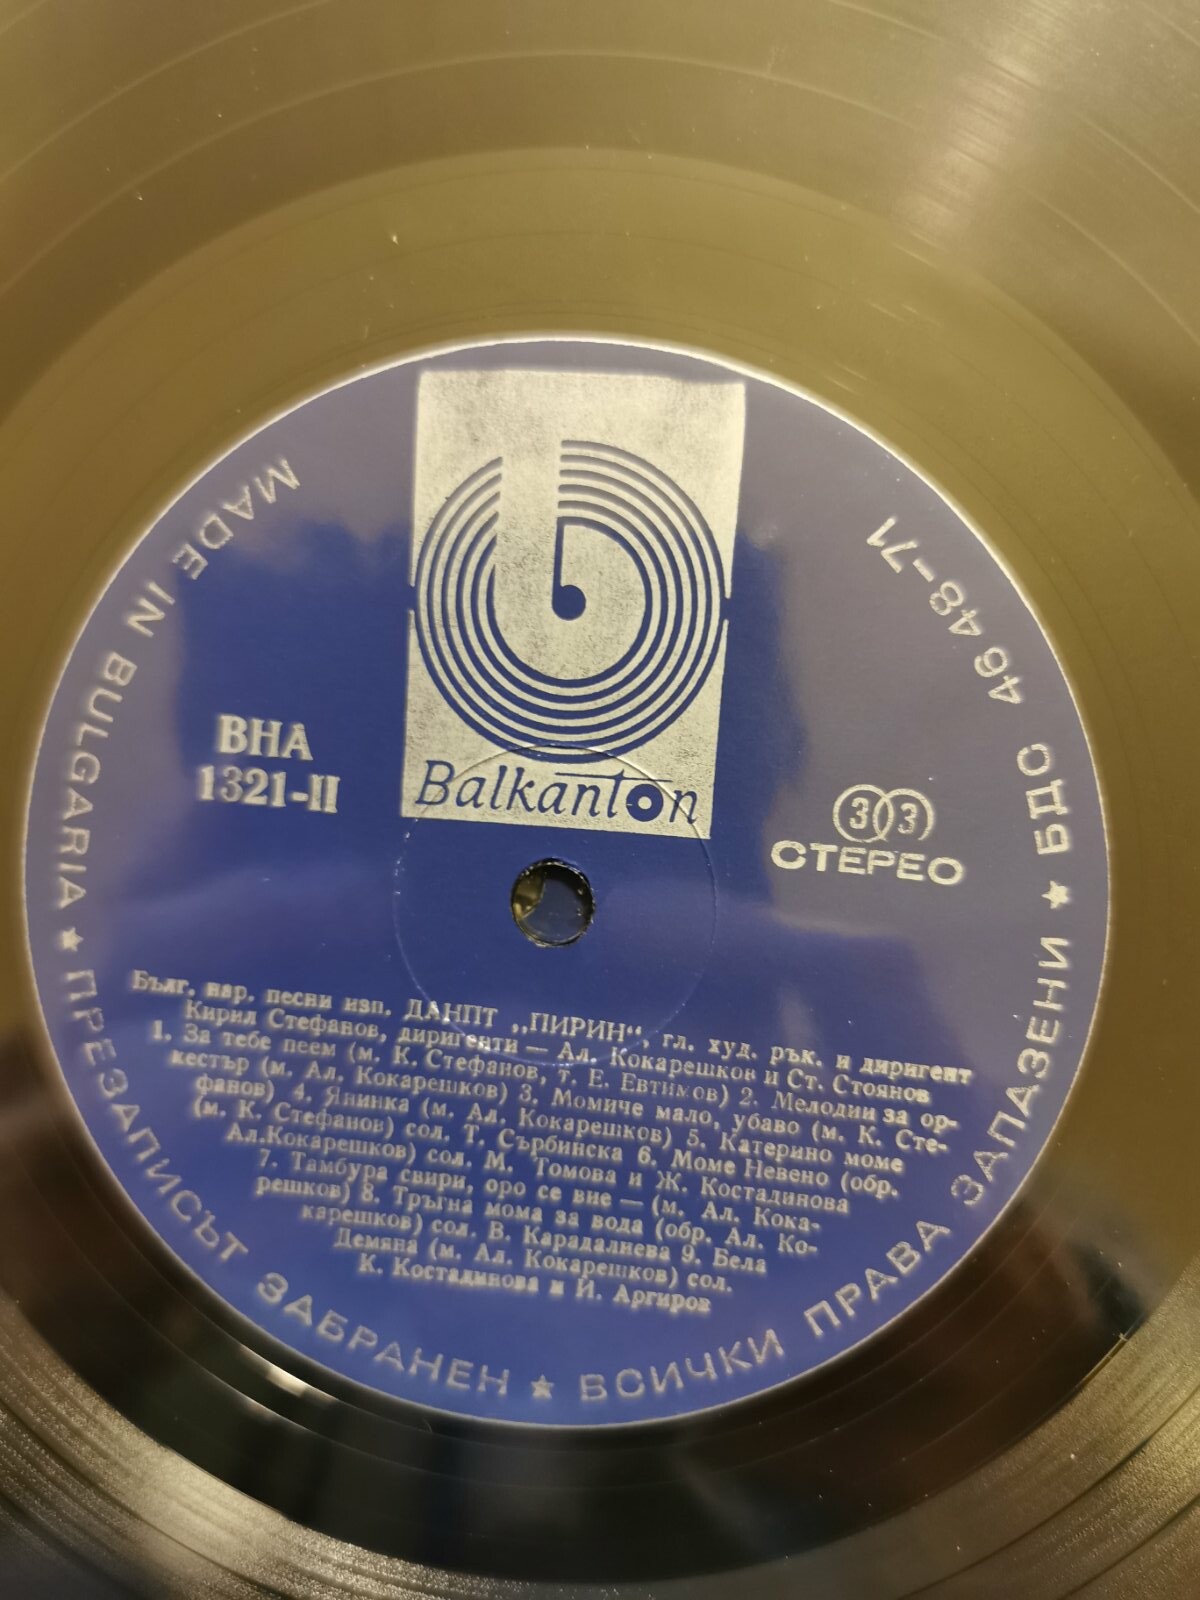 Balkanton
ВНА
1321-II
33
СТЕРЕО
Бълг. нар. песни изп. ДАНПТ „ПИРИН“, гл. худ. рък. и диригент
Кирил Стефанов, диригенти — Ал. Кокарешков и Ст. Стоянов
1. За тебе пеем (м. К. Стефанов, т. Е. Евтимов) 2. Мелодии за ор-
кестър (м. Ал. Кокарешков) 3. Момиче мало, убаво (м. К. Сте-
фанов) 4. Янинка (м. Ал. Кокарешков) 5. Катерино моме
(м. К. Стефанов) сол. Т. Сърбинска 6. Моме Невено (обр.
Ал.Кокарешков) сол. М. Томова и Ж. Костадинова
7. Тамбура свири, оро се вие — (м. Ал. Кока-
решков) 8. Тръгна мома за вода (обр. Ал. Ко-
карешков) сол. В. Карадалиева 9. Бела
Демяна (м. Ал. Кокарешков) сол.
К. Костадинова и Й. Аргиров
MADE IN BULGARIA ★ ПРЕЗАПИСЪТ ЗАБРАНЕН ★ ВСИЧКИ ПРАВА ЗАПАЗЕНИ ★ БДС 46 48-71